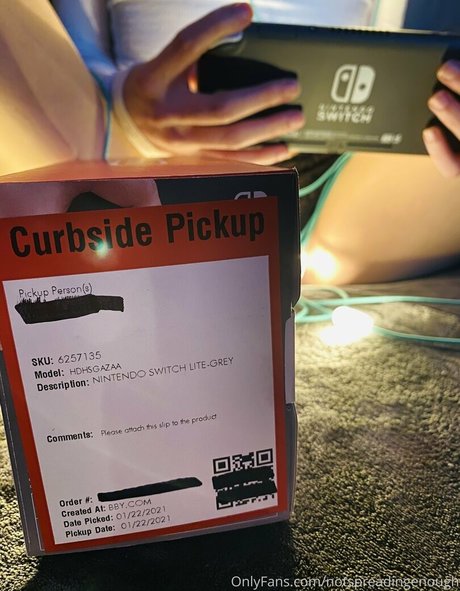 NINTENDO
SWITCH
Curbside Pickup
Pickup Person(s)
SKU: 6257135
Model: HDHSGAZAA
Description: NINTENDO SWITCH LITE-GREY
Comments: Please attach this slip to the product
Order #:
Created At: BBY.COM
Date Picked: 01/22/2021
Pickup Date: 01/22/2021
OnlyFans.com/notspreadingenough